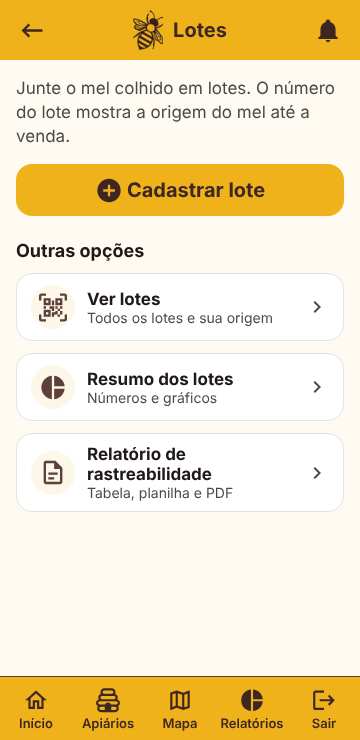 Lotes
Junte o mel colhido em lotes. O número
do lote mostra a origem do mel até a
venda.
Cadastrar lote
Outras opções
Ver lotes
Todos os lotes e sua origem
Resumo dos lotes
Números e gráficos
Relatório de
rastreabilidade
Tabela, planilha e PDF
Início
Apiários
Mapa
Relatórios
Sair